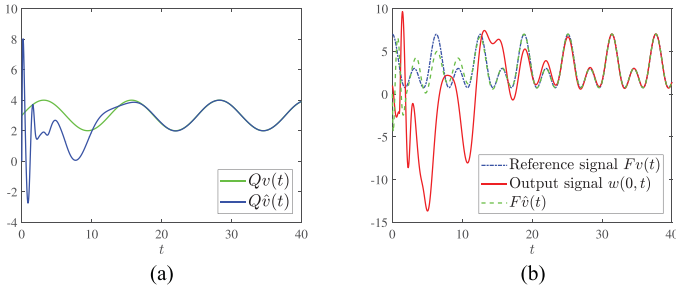 10
8
6
4
2
0
-2
-4
0
10
20
30
40
t
Qv(t)
Qv̂(t)
(a)
10
5
0
-5
-10
-15
0
10
20
30
40
t
Reference signal Fv(t)
Output signal w(0, t)
Fv̂(t)
(b)